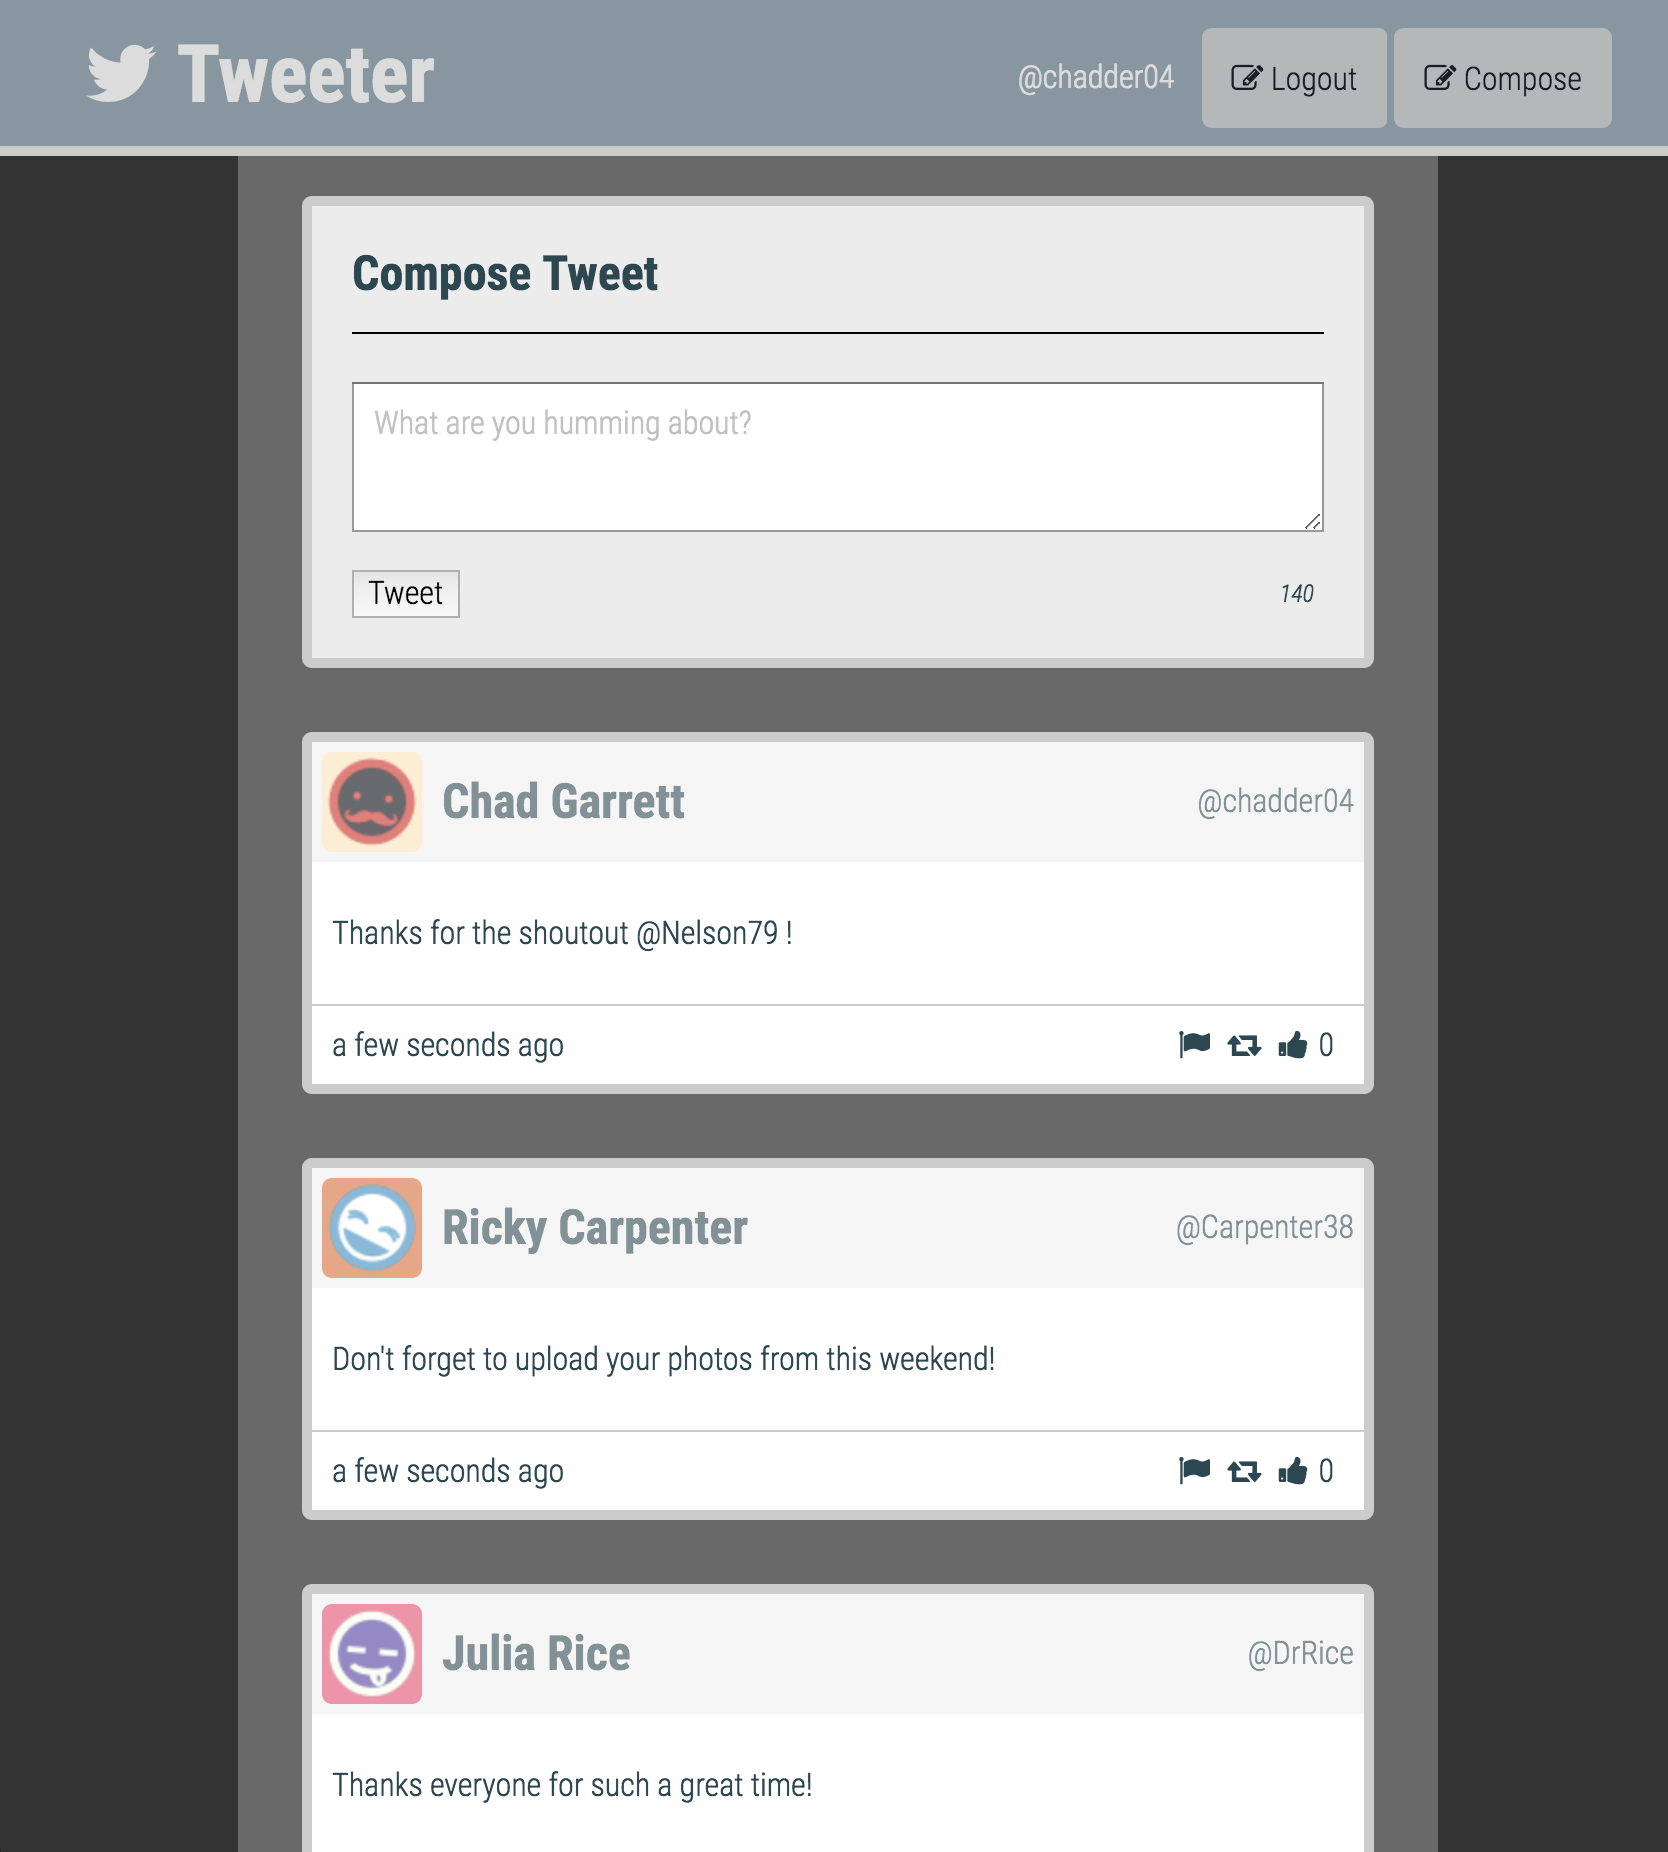 Tweeter
@chadder04
Logout
Compose
Compose Tweet
What are you humming about?
Tweet
140
Chad Garrett
@chadder04
Thanks for the shoutout @Nelson79 !
a few seconds ago
0
Ricky Carpenter
@Carpenter38
Don't forget to upload your photos from this weekend!
a few seconds ago
0
Julia Rice
@DrRice
Thanks everyone for such a great time!